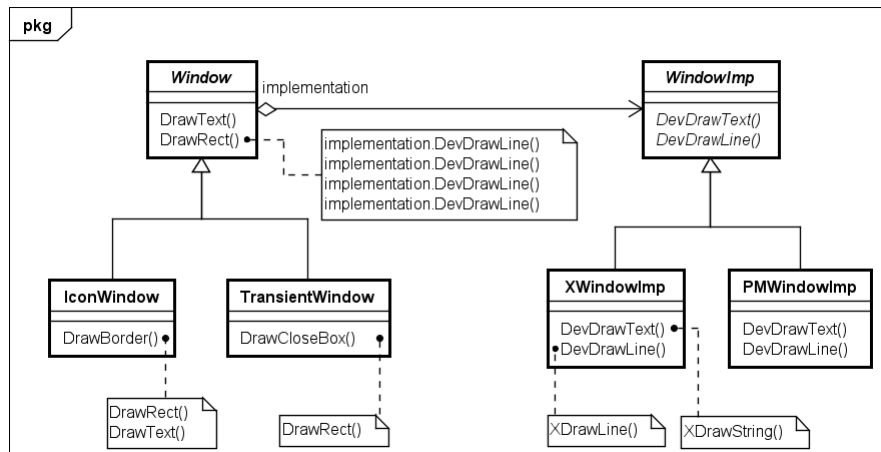 pkg
Window
WindowImp
implementation
DrawText()
DrawRect()
DevDrawText()
DevDrawLine()
implementation.DevDrawLine()
implementation.DevDrawLine()
implementation.DevDrawLine()
implementation.DevDrawLine()
IconWindow
TransientWindow
XWindowImp
PMWindowImp
DrawBorder()
DrawCloseBox()
DevDrawText()
DevDrawLine()
DevDrawText()
DevDrawLine()
DrawRect()
DrawText()
DrawRect()
XDrawLine()
XDrawString()